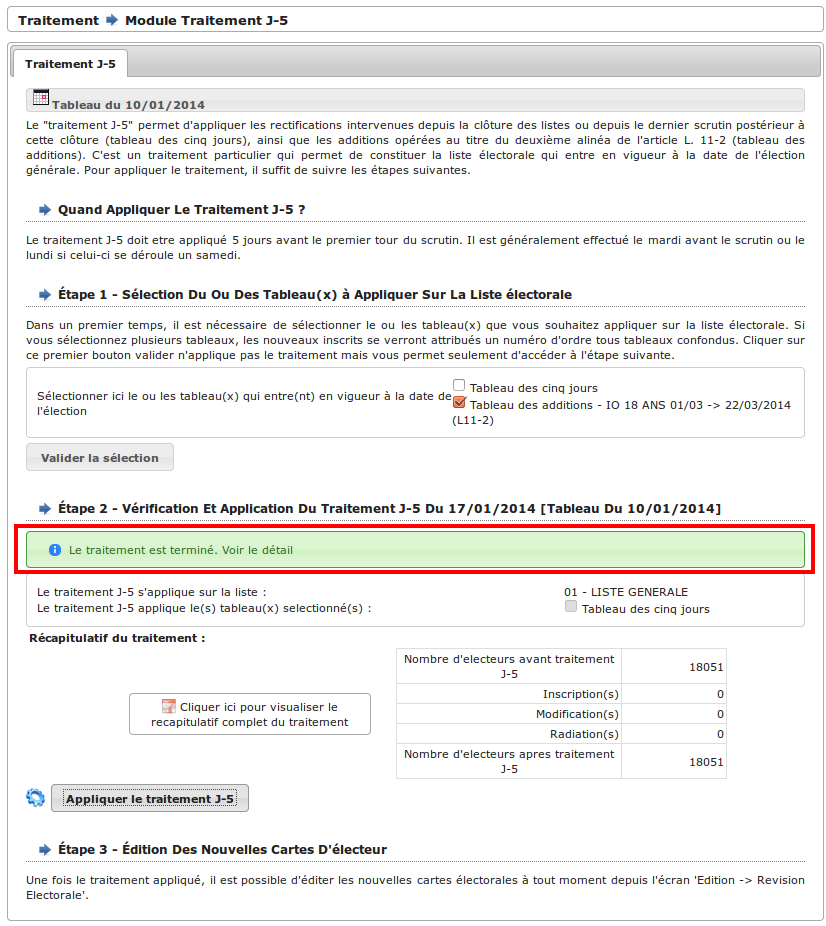 Traitement Module Traitement J-5
Traitement J-5
Tableau du 10/01/2014
Le "traitement J-5" permet d'appliquer les rectifications intervenues depuis la clôture des listes ou depuis le dernier scrutin postérieur à
cette clôture (tableau des cinq jours), ainsi que les additions opérées au titre du deuxième alinéa de l'article L. 11-2 (tableau des
additions). C'est un traitement particulier qui permet de constituer la liste électorale qui entre en vigueur à la date de l'élection
générale. Pour appliquer le traitement, il suffit de suivre les étapes suivantes.
Quand Appliquer Le Traitement J-5 ?
Le traitement J-5 doit etre appliqué 5 jours avant le premier tour du scrutin. Il est généralement effectué le mardi avant le scrutin ou le
lundi si celui-ci se déroule un samedi.
Étape 1 - Sélection Du Ou Des Tableau(x) à Appliquer Sur La Liste électorale
Dans un premier temps, il est nécessaire de sélectionner le ou les tableau(x) que vous souhaitez appliquer sur la liste électorale. Si
vous sélectionnez plusieurs tableaux, les nouveaux inscrits se verront attribués un numéro d'ordre tous tableaux confondus. Cliquer sur
ce premier bouton valider n'applique pas le traitement mais vous permet seulement d'accéder à l'étape suivante.
Sélectionner ici le ou les tableau(x) qui entre(nt) en vigueur à la date de
l'élection
Tableau des cinq jours
Tableau des additions - IO 18 ANS 01/03 -> 22/03/2014
(L11-2)
Valider la sélection
Étape 2 - Vérification Et Application Du Traitement J-5 Du 17/01/2014 [Tableau Du 10/01/2014]
Le traitement est terminé. Voir le détail
Le traitement J-5 s'applique sur la liste : 01 - LISTE GENERALE
Le traitement J-5 applique le(s) tableau(x) selectionné(s) : Tableau des cinq jours
Récapitulatif du traitement :
Cliquer ici pour visualiser le
recapitulatif complet du traitement
Nombre d'electeurs avant traitement
J-5 18051
Inscription(s) 0
Modification(s) 0
Radiation(s) 0
Nombre d'electeurs apres traitement
J-5 18051
Appliquer le traitement J-5
Étape 3 - Édition Des Nouvelles Cartes D'électeur
Une fois le traitement appliqué, il est possible d'éditer les nouvelles cartes électorales à tout moment depuis l'écran 'Edition -> Revision
Electorale'.